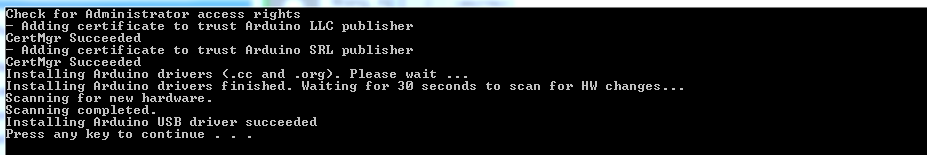 Check for Administrator access rights
- Adding certificate to trust Arduino LLC publisher
CertMgr Succeeded
- Adding certificate to trust Arduino SRL publisher
CertMgr Succeeded
Installing Arduino drivers (.cc and .org). Please wait ...
Installing Arduino drivers finished. Waiting for 30 seconds to scan for HW changes...
Scanning for new hardware.
Scanning completed.
Installing Arduino USB driver succeeded
Press any key to continue . . .